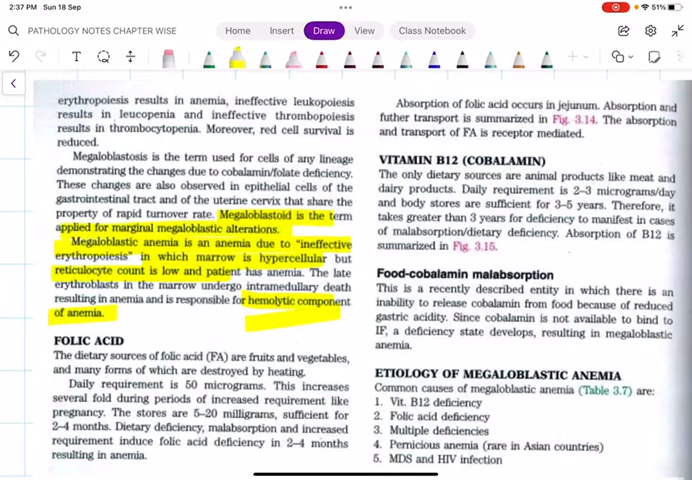 2:37 PM Sun 18 Sep
51%
PATHOLOGY NOTES CHAPTER WISE
Home
Insert
Draw
View
Class Notebook
erythropoiesis results in anemia, ineffective leukopoiesis
results in leucopenia and ineffective thrombopoiesis
results in thrombocytopenia. Moreover, red cell survival is
reduced.
Megaloblastosis is the term used for cells of any lineage
demonstrating the changes due to cobalamin/folate deficiency.
These changes are also observed in epithelial cells of the
gastrointestinal tract and of the uterine cervix that share the
property of rapid turnover rate. Megaloblastoid is the term
applied for marginal megaloblastic alterations.
Megaloblastic anemia is an anemia due to "ineffective
erythropoiesis" in which marrow is hypercellular but
reticulocyte count is low and patient has anemia. The late
erythroblasts in the marrow undergo intramedullary death
resulting in anemia and is responsible for hemolytic component
of anemia.
FOLIC ACID
The dietary sources of folic acid (FA) are fruits and vegetables,
and many forms of which are destroyed by heating.
Daily requirement is 50 micrograms. This increases
several fold during periods of increased requirement like
pregnancy. The stores are 5-20 milligrams, sufficient for
2-4 months. Dietary deficiency, malabsorption and increased
requirement induce folic acid deficiency in 2-4 months
resulting in anemia.
Absorption of folic acid occurs in jejunum. Absorption and
futher transport is summarized in Fig. 3.14. The absorption
and transport of FA is receptor mediated.
VITAMIN B12 (COBALAMIN)
The only dietary sources are animal products like meat and
dairy products. Daily requirement is 2-3 micrograms/day
and body stores are sufficient for 3-5 years. Therefore, it
takes greater than 3 years for deficiency to manifest in cases
of malabsorption/dietary deficiency. Absorption of B12 is
summarized in Fig. 3.15.
Food-cobalamin malabsorption
This is a recently described entity in which there is an
inability to release cobalamin from food because of reduced
gastric acidity. Since cobalamin is not available to bind to
IF, a deficiency state develops, resulting in megaloblastic
anemia.
ETIOLOGY OF MEGALOBLASTIC ANEMIA
Common causes of megaloblastic anemia (Table 3.7) are:
1. Vit. B12 deficiency
2. Folic acid deficiency
3. Multiple deficiencies
4. Pernicious anemia (rare in Asian countries)
5. MDS and HIV infection